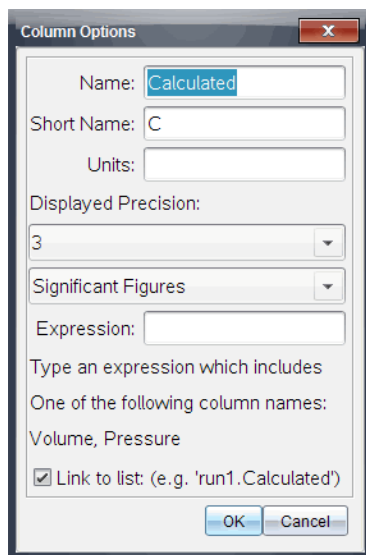 Column Options
x
Name: Calculated
Short Name: C
Units:
Displayed Precision:
3
Significant Figures
Expression:
Type an expression which includes
One of the following column names:
Volume, Pressure
Link to list: (e.g. 'run1.Calculated')
OK Cancel